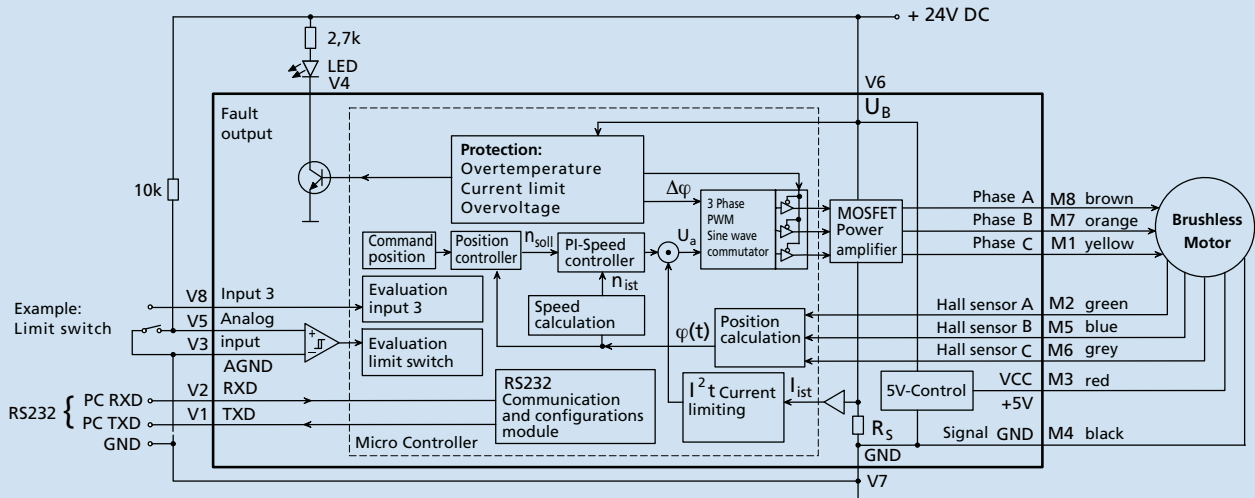 + 24V DC
2,7k
LED
V4
V6
Fault
output
U_B
10k
Protection:
Overtemperature
Current limit
Overvoltage
Δφ
3 Phase
PWM
Sine wave
commutator
MOSFET
Power
amplifier
Phase A M8 brown
Phase B M7 orange
Phase C M1 yellow
Brushless
Motor
Command
position
Position
controller
n_soll
PI-Speed
controller
U_a
n_ist
Example:
Limit switch
V8 Input 3
V5 Analog
V3 input
AGND
Evaluation
input 3
Evaluation
limit switch
Speed
calculation
φ(t)
Position
calculation
Hall sensor A M2 green
Hall sensor B M5 blue
Hall sensor C M6 grey
RS232 {
PC RXD V2 RXD
PC TXD V1 TXD
GND
RS232
Communication
and configurations
module
I²t Current
limiting
I_ist
5V-Control
VCC M3 red
+5V
R_S
Signal GND M4 black
Micro Controller
GND
V7